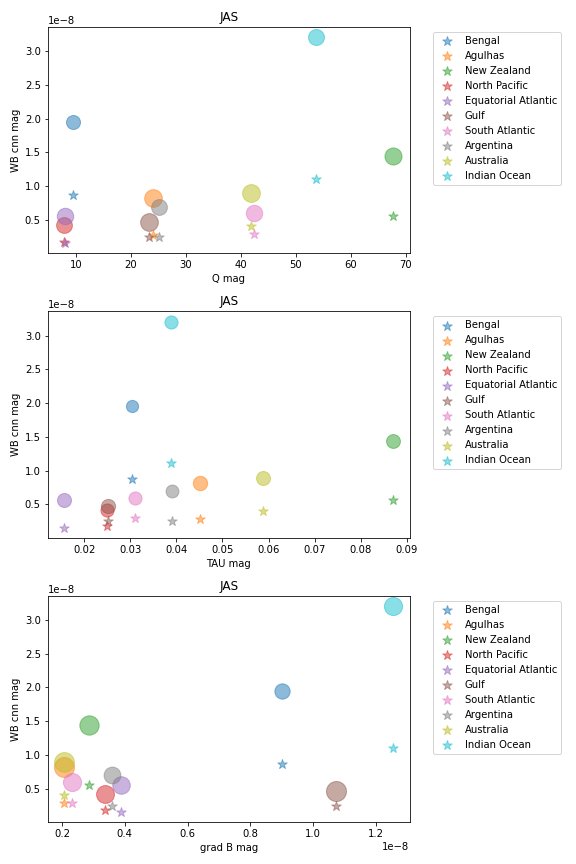 JAS
1e−8
3.0
2.5
2.0
1.5
1.0
0.5
WB cnn mag
10 20 30 40 50 60 70
Q mag
Bengal
Agulhas
New Zealand
North Pacific
Equatorial Atlantic
Gulf
South Atlantic
Argentina
Australia
Indian Ocean
JAS
1e−8
3.0
2.5
2.0
1.5
1.0
0.5
WB cnn mag
0.02 0.03 0.04 0.05 0.06 0.07 0.08 0.09
TAU mag
Bengal
Agulhas
New Zealand
North Pacific
Equatorial Atlantic
Gulf
South Atlantic
Argentina
Australia
Indian Ocean
JAS
1e−8
3.0
2.5
2.0
1.5
1.0
0.5
WB cnn mag
0.2 0.4 0.6 0.8 1.0 1.2
1e−8
grad B mag
Bengal
Agulhas
New Zealand
North Pacific
Equatorial Atlantic
Gulf
South Atlantic
Argentina
Australia
Indian Ocean